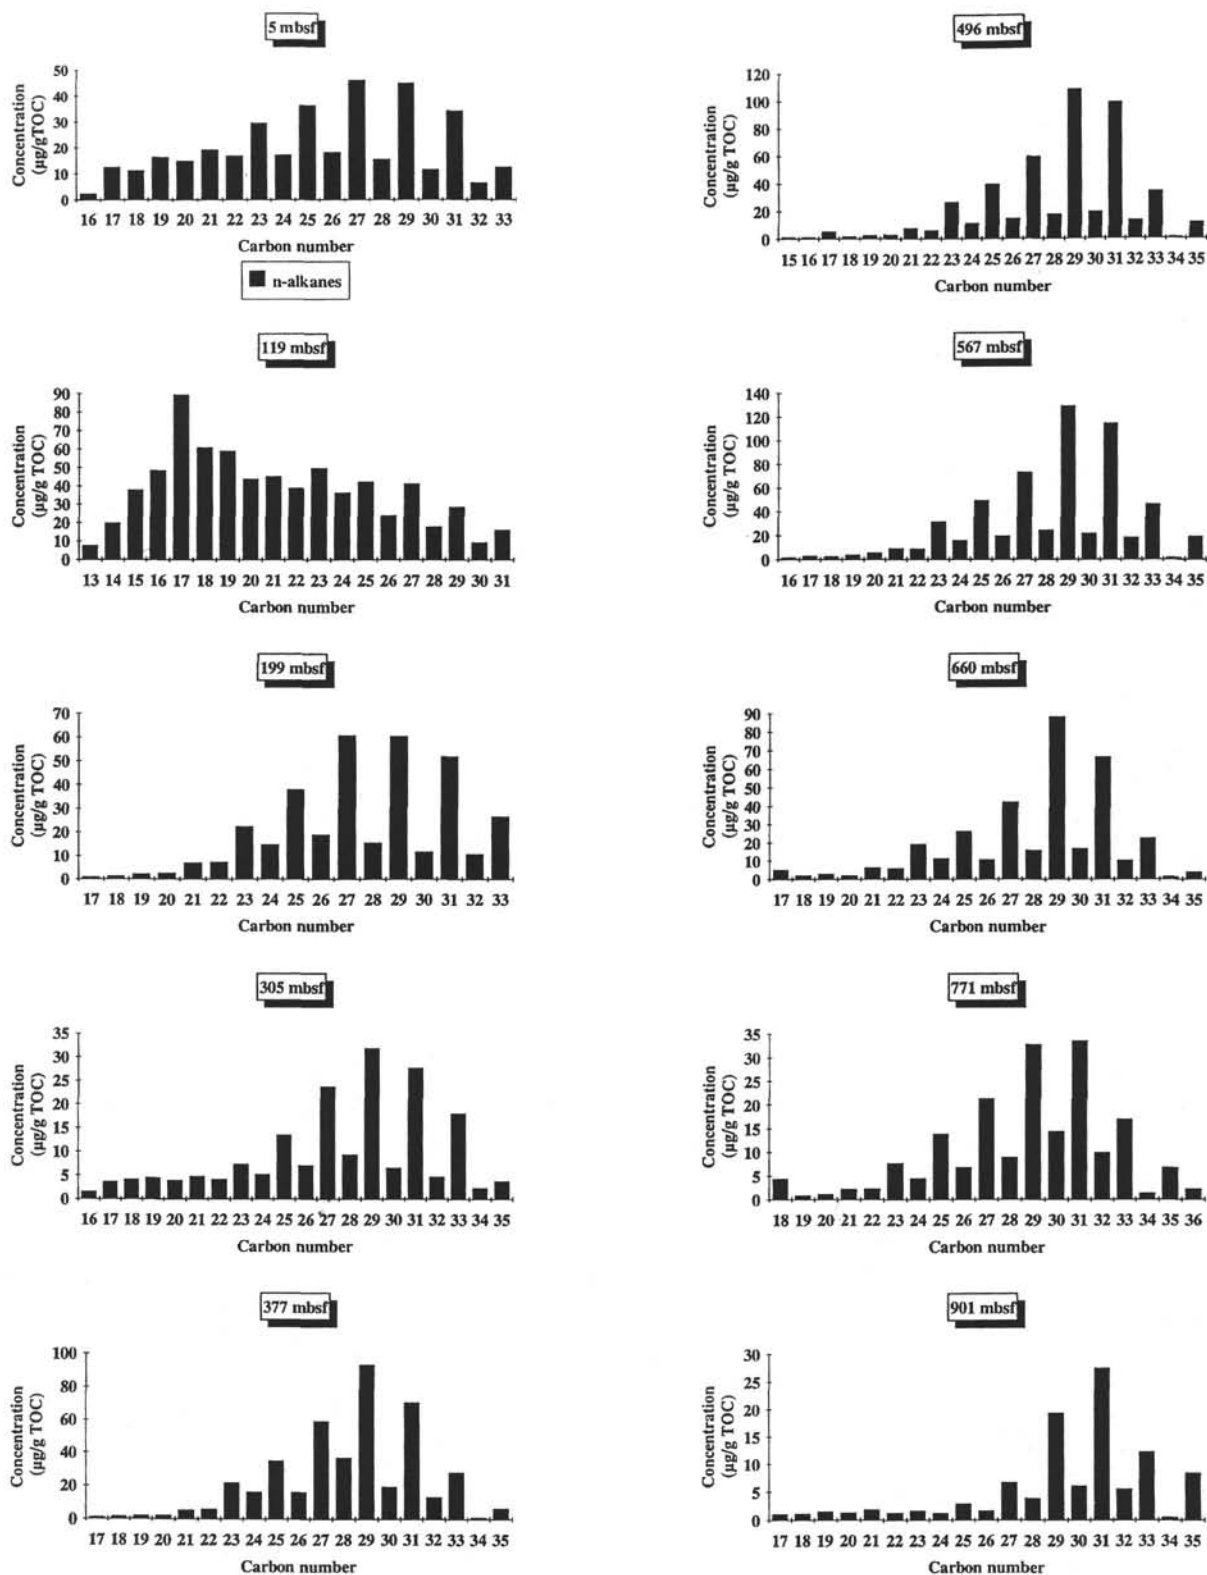 5 mbsf
Concentration
(µg/gTOC)
50
40
30
20
10
0
16 17 18 19 20 21 22 23 24 25 26 27 28 29 30 31 32 33
Carbon number
n-alkanes
119 mbsf
Concentration
(µg/g TOC)
90
80
70
60
50
40
30
20
10
0
13 14 15 16 17 18 19 20 21 22 23 24 25 26 27 28 29 30 31
Carbon number
199 mbsf
Concentration
(µg/g TOC)
70
60
50
40
30
20
10
0
17 18 19 20 21 22 23 24 25 26 27 28 29 30 31 32 33
Carbon number
305 mbsf
Concentration
(µg/g TOC)
35
30
25
20
15
10
5
0
16 17 18 19 20 21 22 23 24 25 26 27 28 29 30 31 32 33 34 35
Carbon number
377 mbsf
Concentration
(µg/g TOC)
100
80
60
40
20
0
17 18 19 20 21 22 23 24 25 26 27 28 29 30 31 32 33 34 35
Carbon number
496 mbsf
Concentration
(µg/g TOC)
120
100
80
60
40
20
0
15 16 17 18 19 20 21 22 23 24 25 26 27 28 29 30 31 32 33 34 35
Carbon number
567 mbsf
Concentration
(µg/g TOC)
140
120
100
80
60
40
20
0
16 17 18 19 20 21 22 23 24 25 26 27 28 29 30 31 32 33 34 35
Carbon number
660 mbsf
Concentration
(µg/g TOC)
90
80
70
60
50
40
30
20
10
0
17 18 19 20 21 22 23 24 25 26 27 28 29 30 31 32 33 34 35
Carbon number
771 mbsf
Concentration
(µg/g TOC)
35
30
25
20
15
10
5
0
18 19 20 21 22 23 24 25 26 27 28 29 30 31 32 33 34 35 36
Carbon number
901 mbsf
Concentration
(µg/g TOC)
30
25
20
15
10
5
0
17 18 19 20 21 22 23 24 25 26 27 28 29 30 31 32 33 34 35
Carbon number